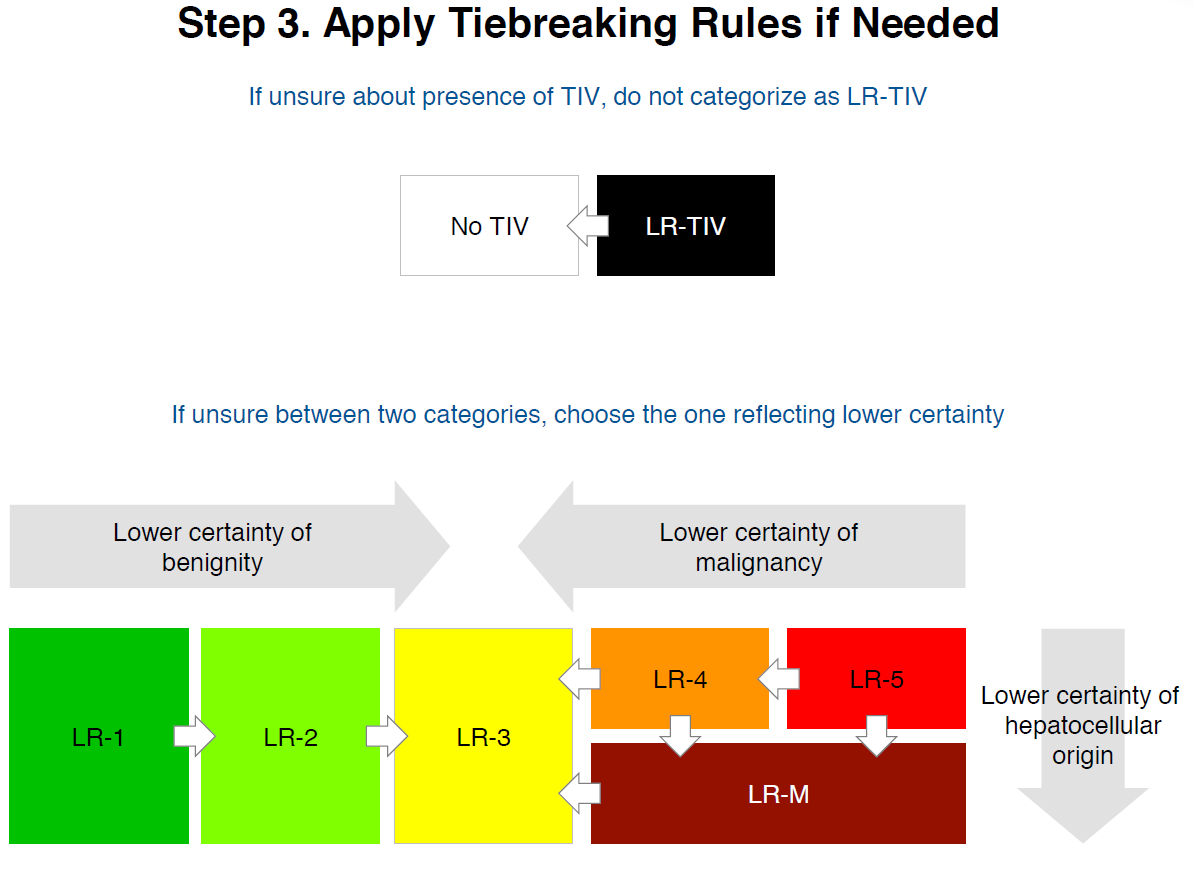 Step 3. Apply Tiebreaking Rules if Needed
If unsure about presence of TIV, do not categorize as LR-TIV
No TIV
LR-TIV
If unsure between two categories, choose the one reflecting lower certainty
Lower certainty of
benignity
Lower certainty of
malignancy
LR-1
LR-2
LR-3
LR-4
LR-5
LR-M
Lower certainty of
hepatocellular
origin